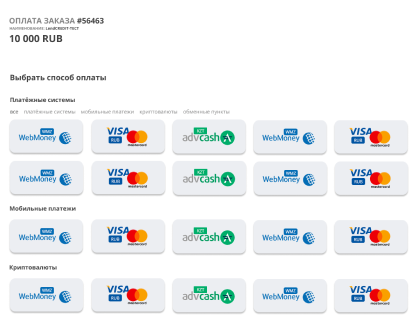 ОПЛАТА ЗАКАЗА #56463
НАИМЕНОВАНИЕ: LandCREDIT-ТЕСТ
10 000 RUB
Выбрать способ оплаты
Платёжные системы
все платёжные системы мобильные платежи криптовалюты обменные пункты
WMZ WebMoney VISA RUB mastercard KZT advcash WMZ WebMoney VISA RUB mastercard
WMZ WebMoney VISA RUB mastercard KZT advcash WMZ WebMoney VISA RUB mastercard
Мобильные платежи
WMZ WebMoney VISA RUB mastercard KZT advcash WMZ WebMoney VISA RUB mastercard
Криптовалюты
WMZ WebMoney VISA RUB mastercard KZT advcash WMZ WebMoney VISA RUB mastercard